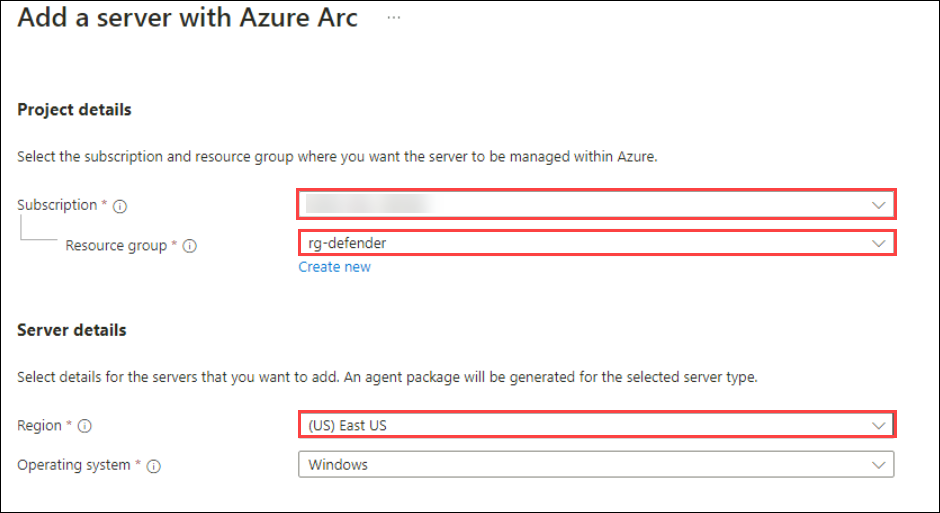 Add a server with Azure Arc ...
Project details
Select the subscription and resource group where you want the server to be managed within Azure.
Subscription *
Resource group *
rg-defender
Create new
Server details
Select details for the servers that you want to add. An agent package will be generated for the selected server type.
Region *
(US) East US
Operating system *
Windows